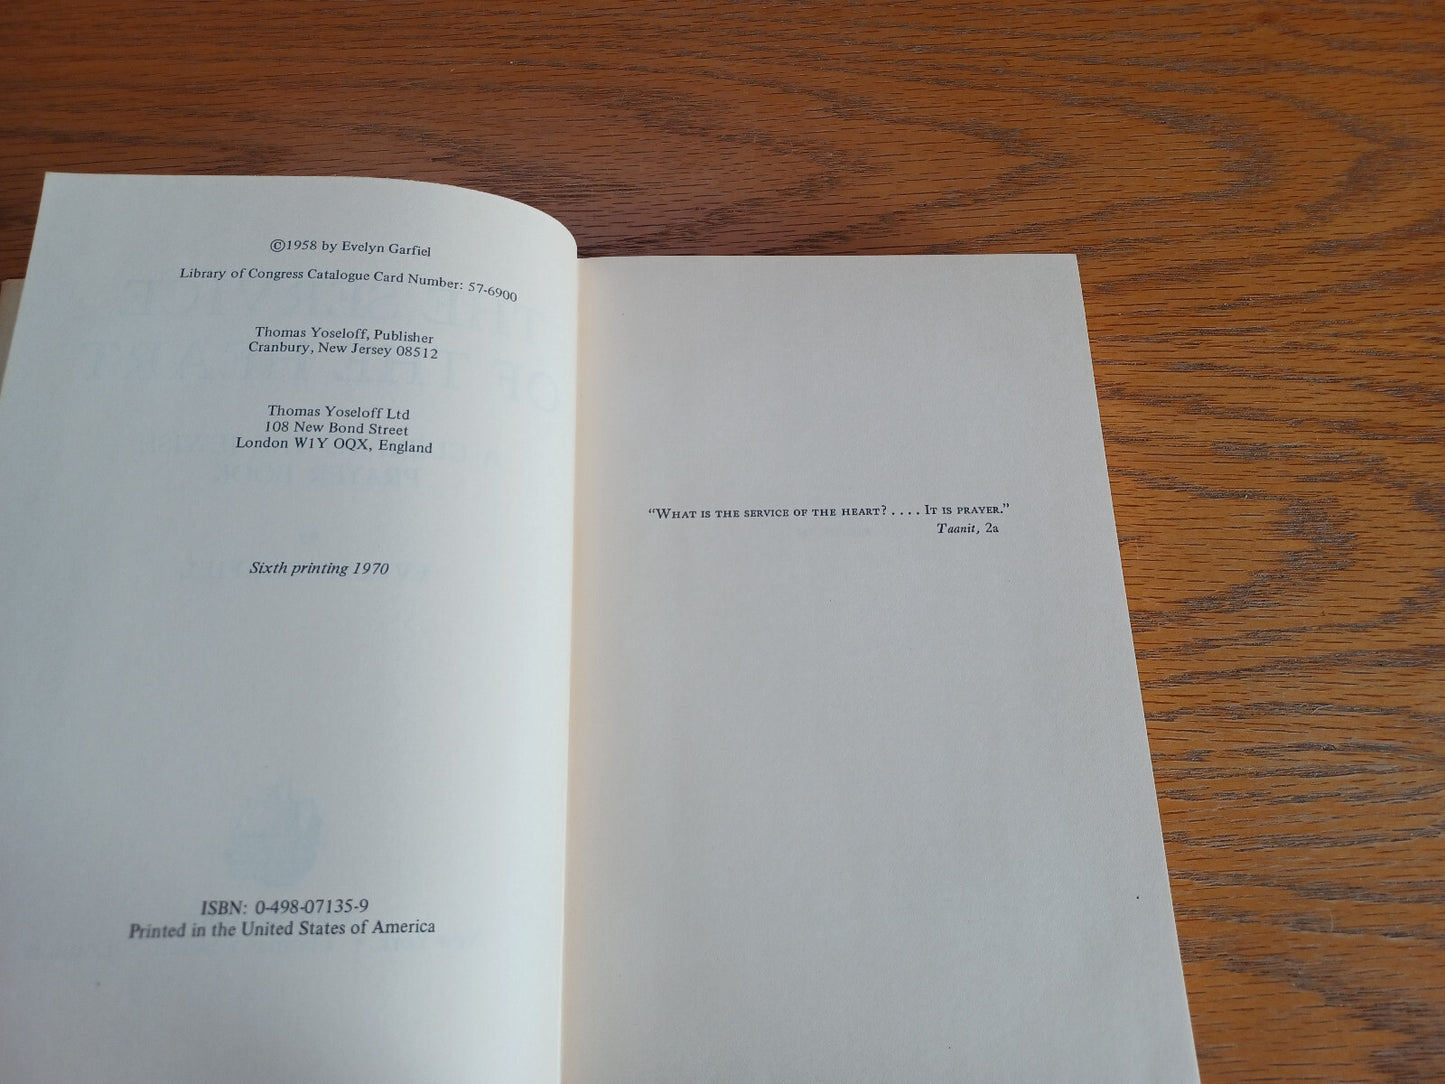 ©1958 by Evelyn Garfiel
Library of Congress Catalogue Card Number: 57-6900
Thomas Yoseloff, Publisher
Cranbury, New Jersey 08512
Thomas Yoseloff Ltd
108 New Bond Street
London W1Y OQX, England
Sixth printing 1970
ISBN: 0-498-07135-9
Printed in the United States of America
“What is the service of the heart? . . . . It is prayer.”
Taanit, 2a